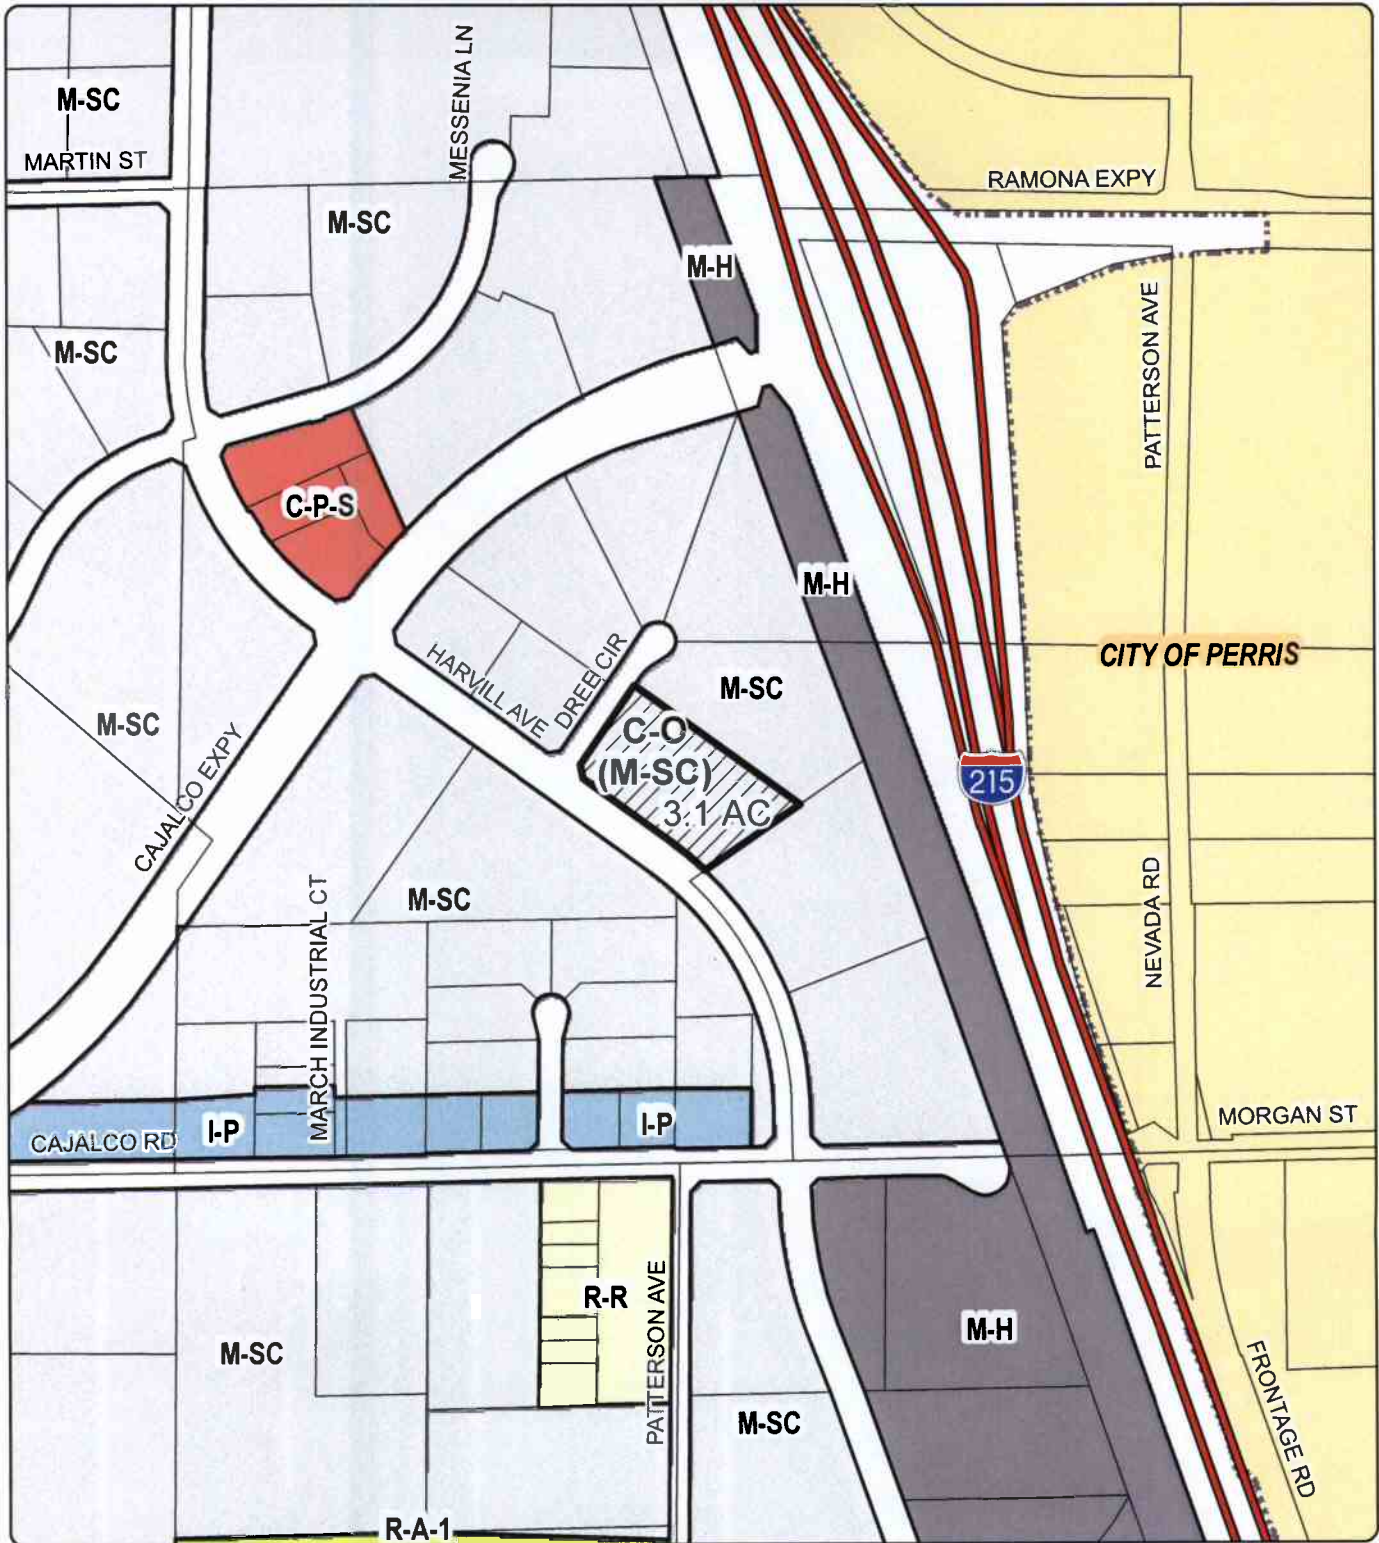 MESSENIA LN
M-SC
MARTIN ST
RAMONA EXPY
M-SC
M-H
PATTERSON AVE
M-SC
C-P-S
M-H
HARVILL AVE
DREE CIR
CITY OF PERRIS
M-SC
M-SC
C-O
(M-SC)
3.1 AC
215
CAJALCO EXPY
M-SC
MARCH INDUSTRIAL CT
NEVADA RD
CAJALCO RD
I-P
I-P
MORGAN ST
R-R
PATTERSON AVE
M-H
M-SC
M-SC
FRONTAGE RD
R-A-1